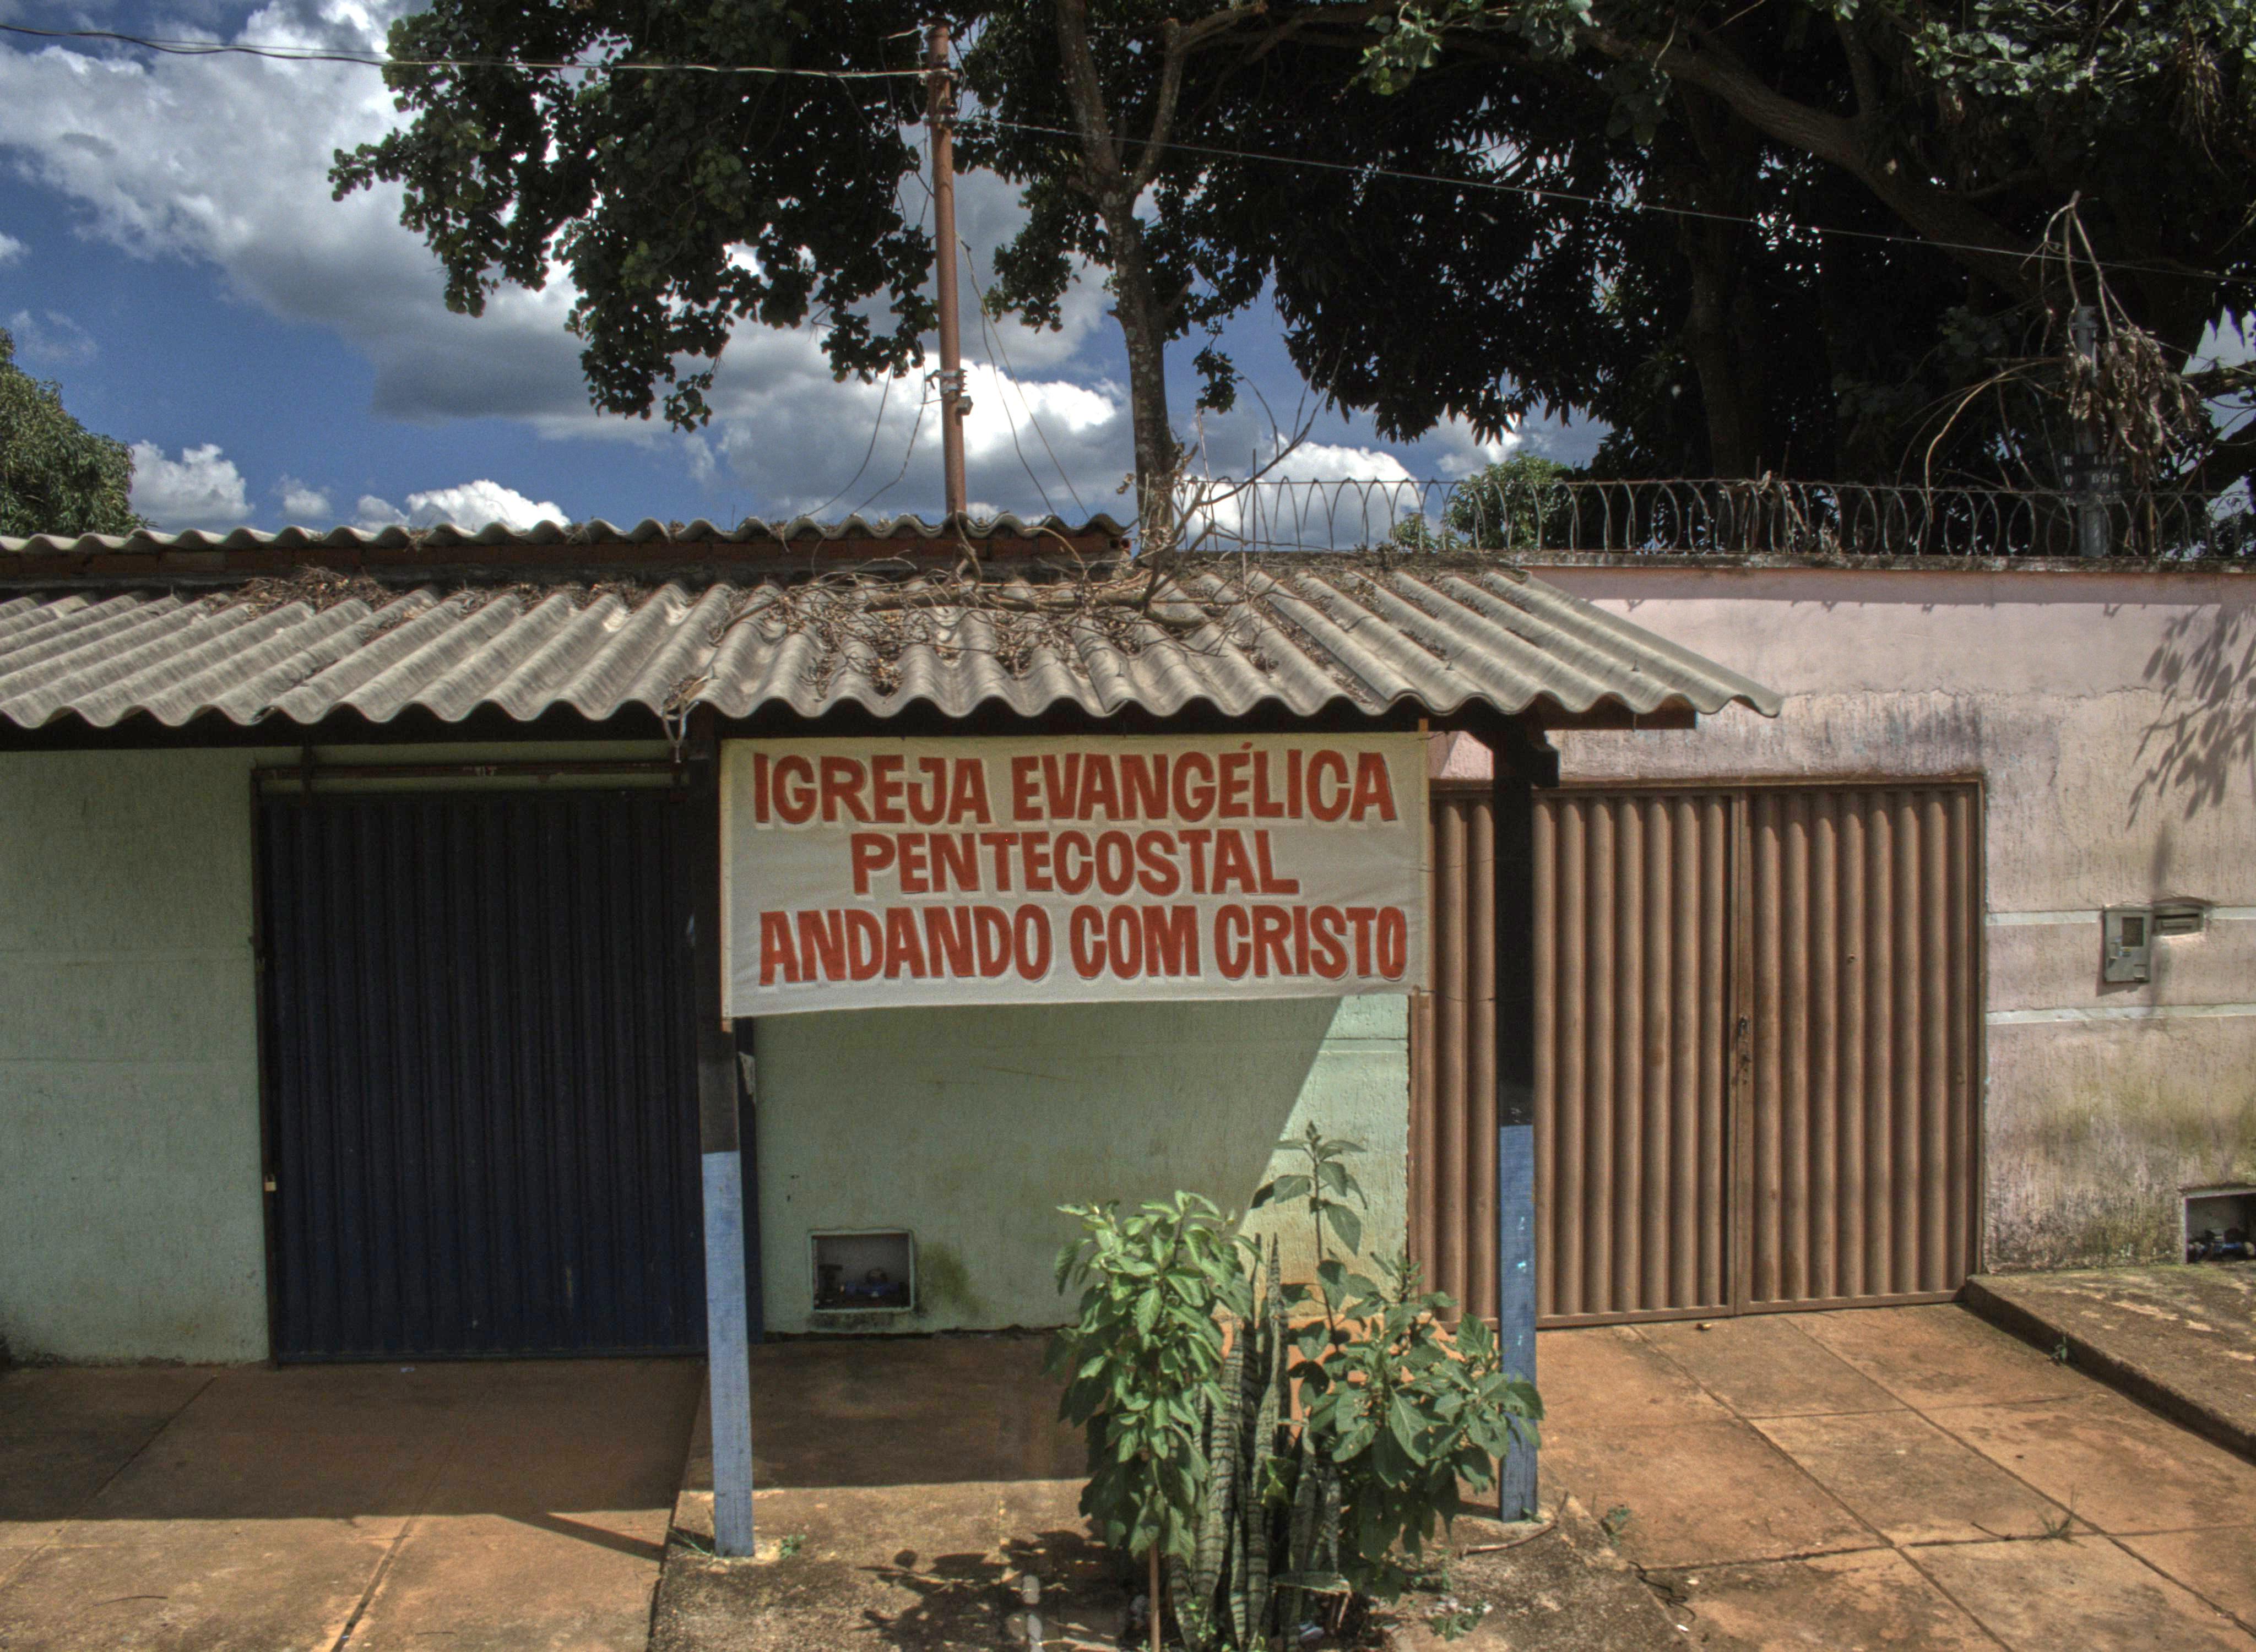 IGREJA EVANGÉLICA
PENTECOSTAL
ANDANDO COM CRISTO